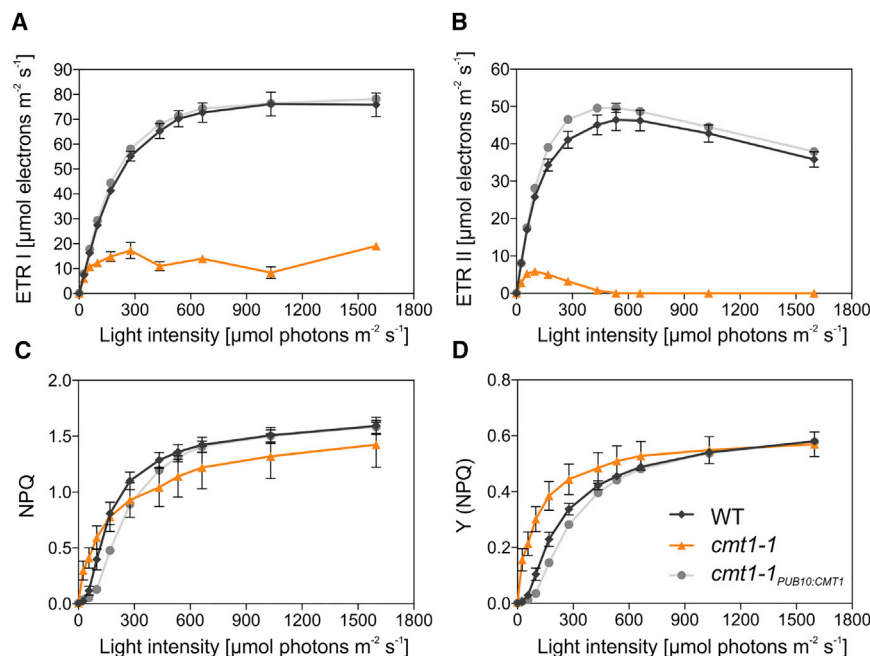 A
ETR I [µmol electrons m⁻² s⁻¹]
90
80
70
60
50
40
30
20
10
0
0 300 600 900 1200 1500 1800
Light intensity [µmol photons m⁻² s⁻¹]
B
ETR II [µmol electrons m⁻² s⁻¹]
60
50
40
30
20
10
0
0 300 600 900 1200 1500 1800
Light intensity [µmol photons m⁻² s⁻¹]
C
NPQ
2.0
1.5
1.0
0.5
0.0
0 300 600 900 1200 1500 1800
Light intensity [µmol photons m⁻² s⁻¹]
D
Y (NPQ)
0.8
0.6
0.4
0.2
0.0
WT
cmt1-1
cmt1-1PUB10:CMT1
0 300 600 900 1200 1500 1800
Light intensity [µmol photons m⁻² s⁻¹]